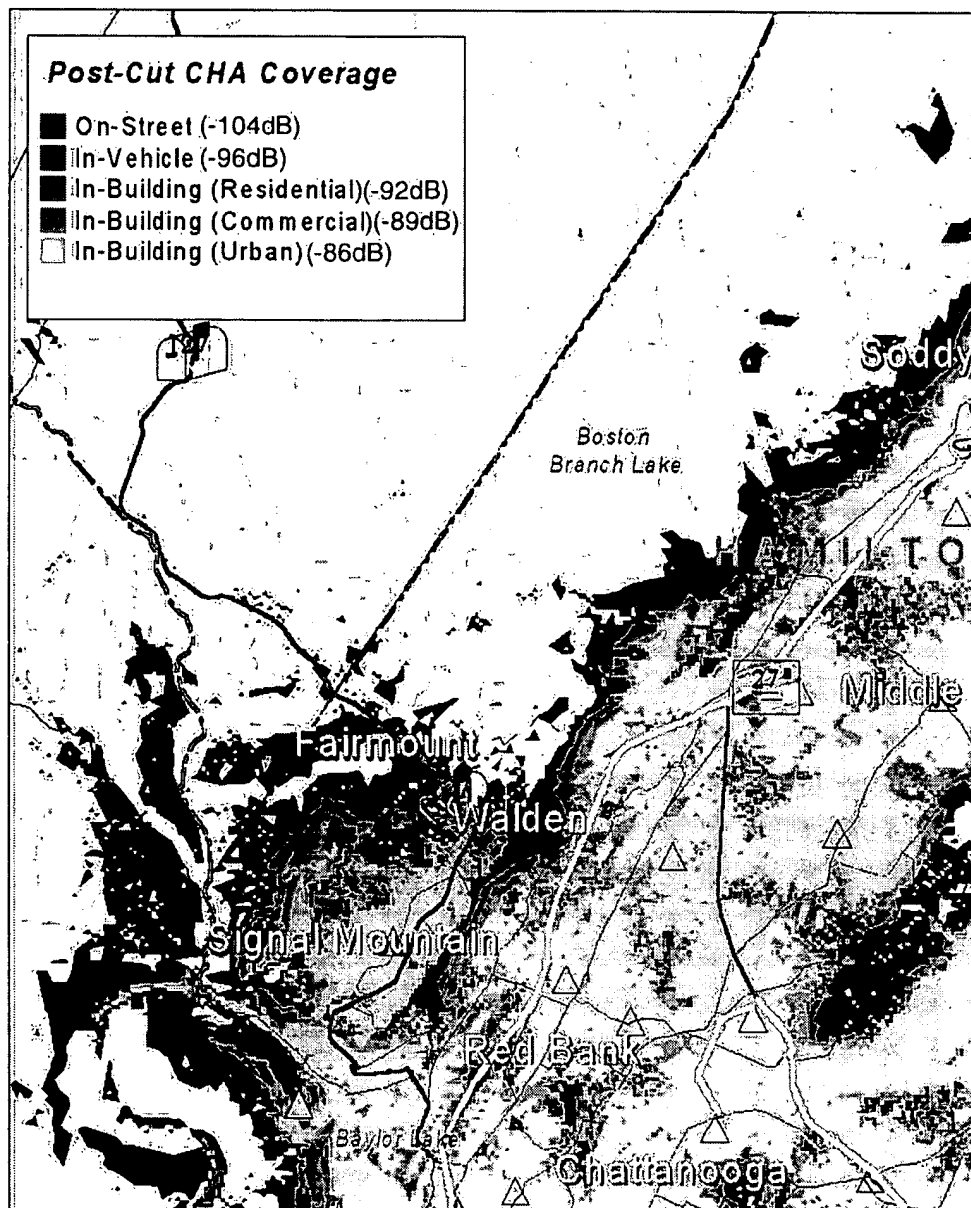 Post-Cut CHA Coverage
On-Street (-104dB)
In-Vehicle (-96dB)
In-Building (Residential)(-92dB)
In-Building (Commercial)(-89dB)
In-Building (Urban)(-86dB)
127
Soddy
Boston
Branch Lake
HAMILTO
27
Middle
Fairmount
Walden
Signal Mountain
Red Bank
Baylor Lake
Chattanooga